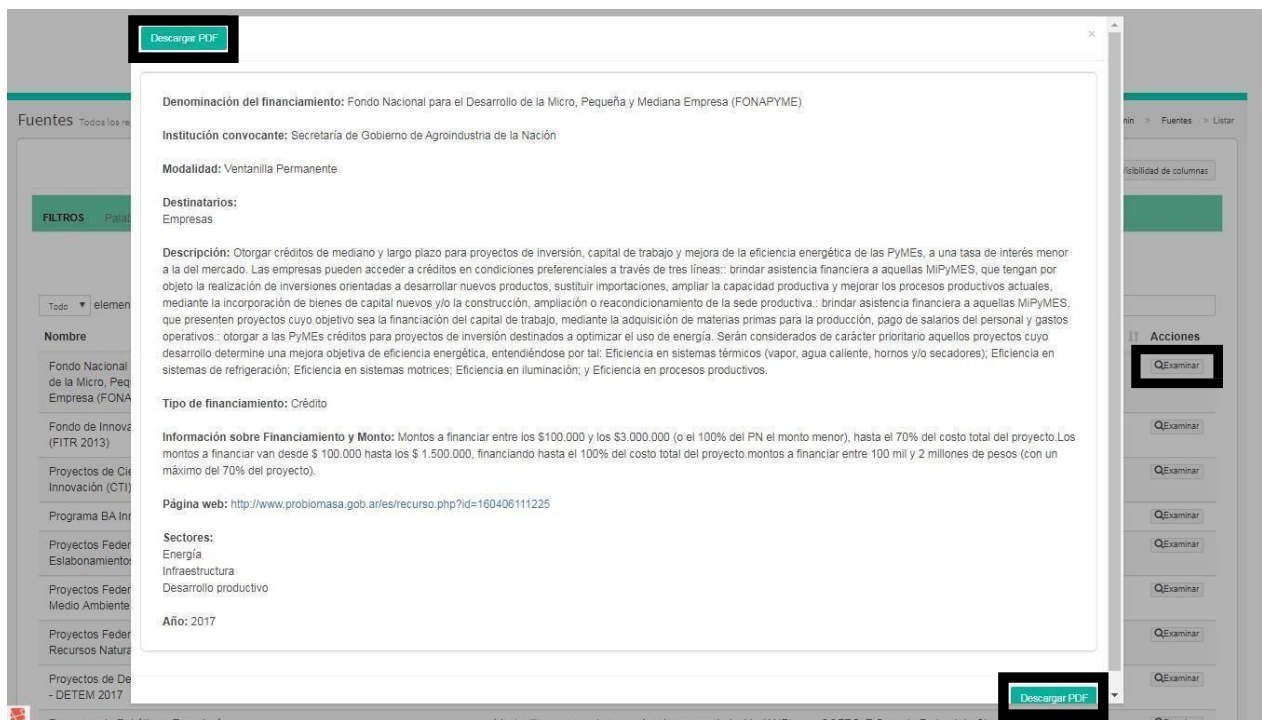 Descargar PDF
×
Fuentes Todos los re
min > Fuentes > Listar
Visibilidad de columnas
FILTROS Palab
Todo ▼ elemen
Nombre
Acciones
Denominación del financiamiento: Fondo Nacional para el Desarrollo de la Micro, Pequeña y Mediana Empresa (FONAPYME)
Institución convocante: Secretaría de Gobierno de Agroindustria de la Nación
Modalidad: Ventanilla Permanente
Destinatarios:
Empresas
Descripción: Otorgar créditos de mediano y largo plazo para proyectos de inversión, capital de trabajo y mejora de la eficiencia energética de las PyMEs, a una tasa de interés menor
a la del mercado. Las empresas pueden acceder a créditos en condiciones preferenciales a través de tres líneas:: brindar asistencia financiera a aquellas MiPyMES, que tengan por
objeto la realización de inversiones orientadas a desarrollar nuevos productos, sustituir importaciones, ampliar la capacidad productiva y mejorar los procesos productivos actuales,
mediante la incorporación de bienes de capital nuevos y/o la construcción, ampliación o reacondicionamiento de la sede productiva.: brindar asistencia financiera a aquellas MiPyMES,
que presenten proyectos cuyo objetivo sea la financiación del capital de trabajo, mediante la adquisición de materias primas para la producción, pago de salarios del personal y gastos
operativos.: otorgar a las PyMEs créditos para proyectos de inversión destinados a optimizar el uso de energía. Serán considerados de carácter prioritario aquellos proyectos cuyo
desarrollo determine una mejora objetiva de eficiencia energética, entendiéndose por tal: Eficiencia en sistemas térmicos (vapor, agua caliente, hornos y/o secadores); Eficiencia en
sistemas de refrigeración; Eficiencia en sistemas motrices; Eficiencia en iluminación; y Eficiencia en procesos productivos.
Tipo de financiamiento: Crédito
Información sobre Financiamiento y Monto: Montos a financiar entre los $100.000 y los $3.000.000 (o el 100% del PN el monto menor), hasta el 70% del costo total del proyecto.Los
montos a financiar van desde $ 100.000 hasta los $ 1.500.000, financiando hasta el 100% del costo total del proyecto.montos a financiar entre 100 mil y 2 millones de pesos (con un
máximo del 70% del proyecto).
Página web: http://www.probiomasa.gob.ar/es/recurso.php?id=160406111225
Sectores:
Energía
Infraestructura
Desarrollo productivo
Año: 2017
Descargar PDF
Fondo Nacional
de la Micro, Peq
Empresa (FONA
Examinar
Fondo de Innova
(FITR 2013)
Examinar
Proyectos de Cie
Innovación (CTI)
Examinar
Programa BA Inn
Examinar
Proyectos Feder
Eslabonamientos
Examinar
Proyectos Feder
Medio Ambiente
Examinar
Proyectos Feder
Recursos Natura
Examinar
Proyectos de De
- DETEM 2017
Examinar